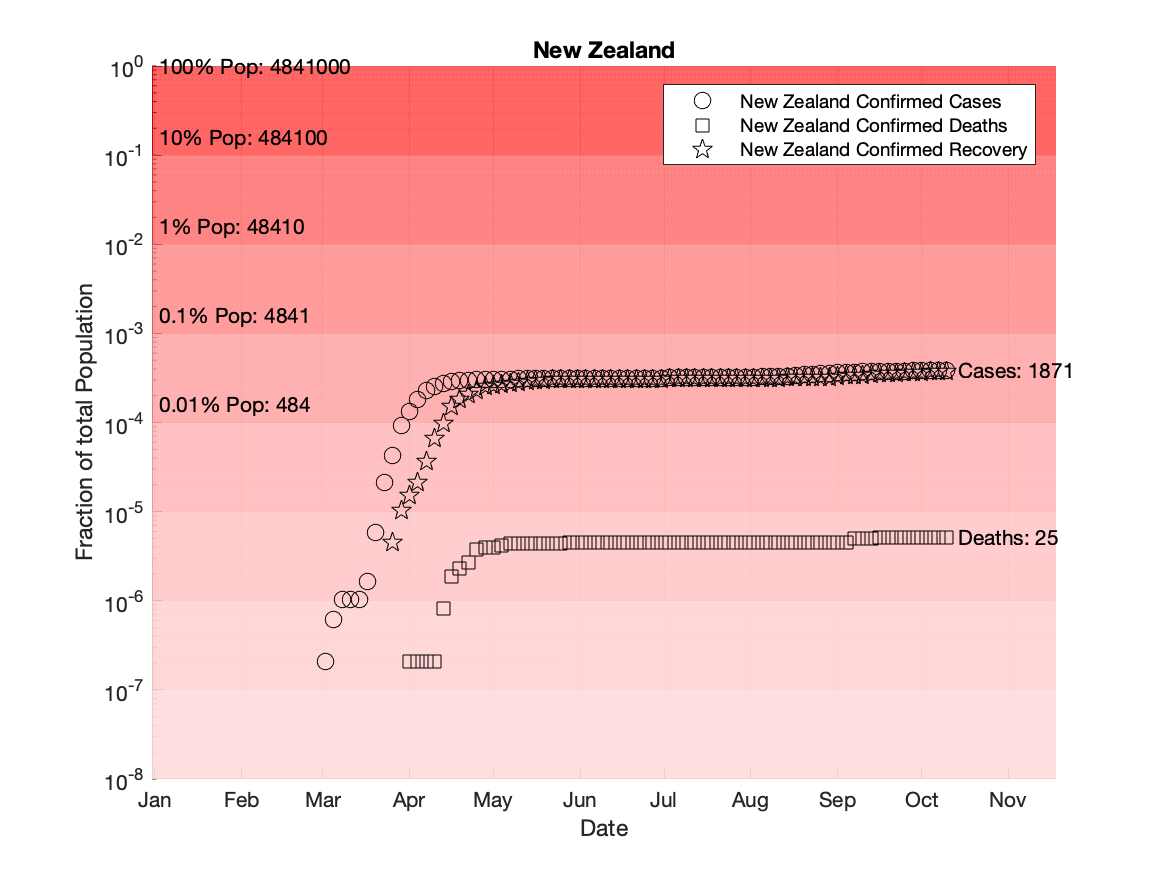 New Zealand
10^0
100% Pop: 4841000
New Zealand Confirmed Cases
New Zealand Confirmed Deaths
New Zealand Confirmed Recovery
10% Pop: 484100
10^-1
1% Pop: 48410
10^-2
0.1% Pop: 4841
10^-3
Cases: 1871
0.01% Pop: 484
10^-4
10^-5
Deaths: 25
10^-6
10^-7
10^-8
Fraction of total Population
Jan Feb Mar Apr May Jun Jul Aug Sep Oct Nov
Date